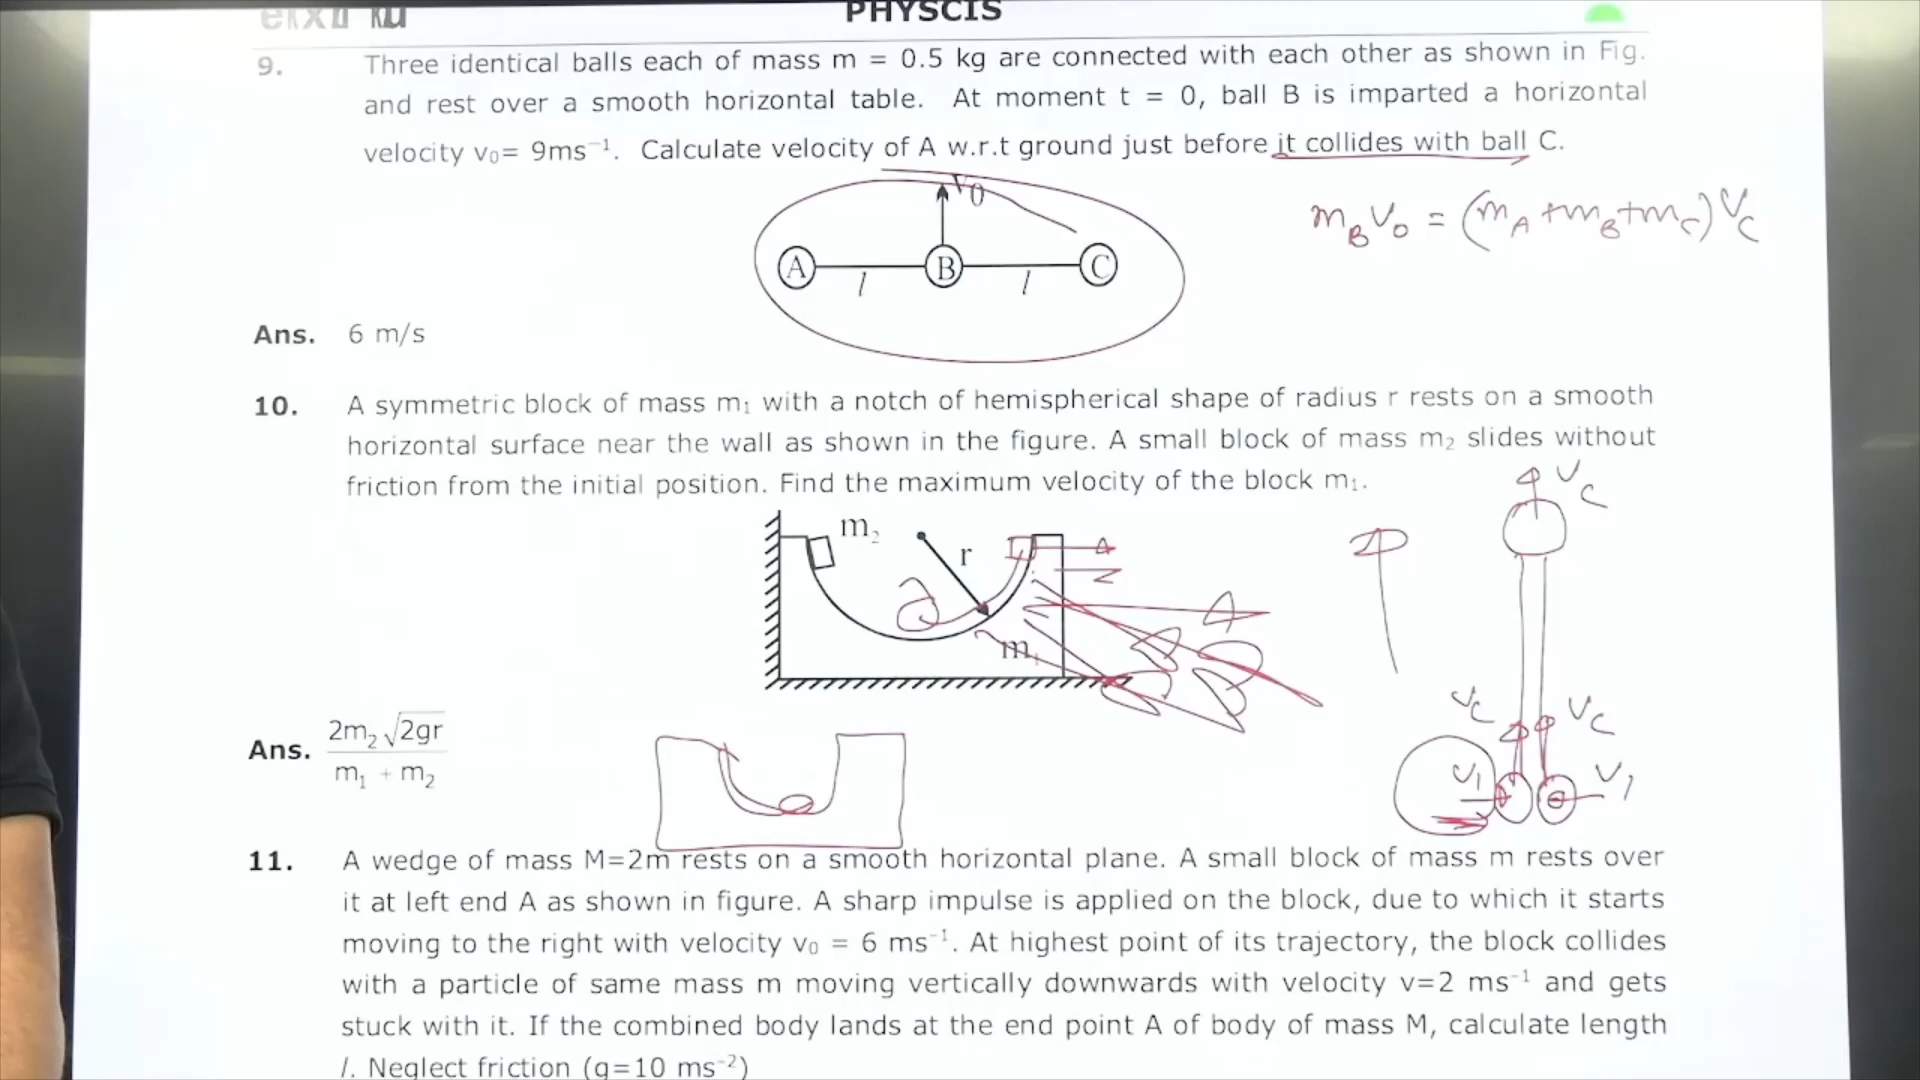 PHYSCIS
9. Three identical balls each of mass m = 0.5 kg are connected with each other as shown in Fig.
and rest over a smooth horizontal table. At moment t = 0, ball B is imparted a horizontal
velocity v₀= 9ms⁻¹. Calculate velocity of A w.r.t ground just before it collides with ball C.
v₀
m_B v₀ = (m_A + m_B + m_C) v_C
A B C
l l
Ans. 6 m/s
10. A symmetric block of mass m₁ with a notch of hemispherical shape of radius r rests on a smooth
horizontal surface near the wall as shown in the figure. A small block of mass m₂ slides without
friction from the initial position. Find the maximum velocity of the block m₁.
v_C
m₂
r
m₁
v_C v_C
Ans. 2m₂√2gr / m₁ + m₂
v₁ v₁
11. A wedge of mass M=2m rests on a smooth horizontal plane. A small block of mass m rests over
it at left end A as shown in figure. A sharp impulse is applied on the block, due to which it starts
moving to the right with velocity v₀ = 6 ms⁻¹. At highest point of its trajectory, the block collides
with a particle of same mass m moving vertically downwards with velocity v=2 ms⁻¹ and gets
stuck with it. If the combined body lands at the end point A of body of mass M, calculate length
l. Neglect friction (g=10 ms⁻²)